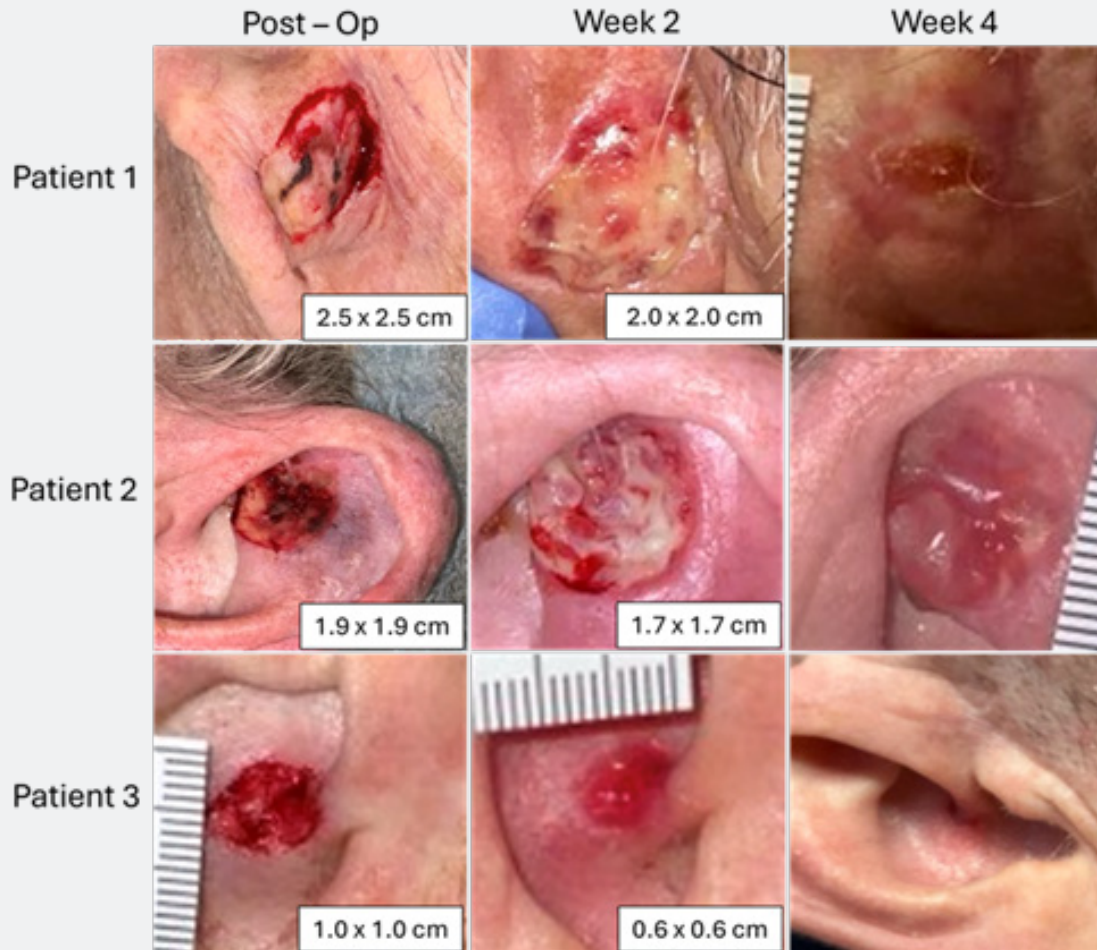 Post – Op
Week 2
Week 4
Patient 1
2.5 x 2.5 cm
2.0 x 2.0 cm
Patient 2
1.9 x 1.9 cm
1.7 x 1.7 cm
Patient 3
1.0 x 1.0 cm
0.6 x 0.6 cm